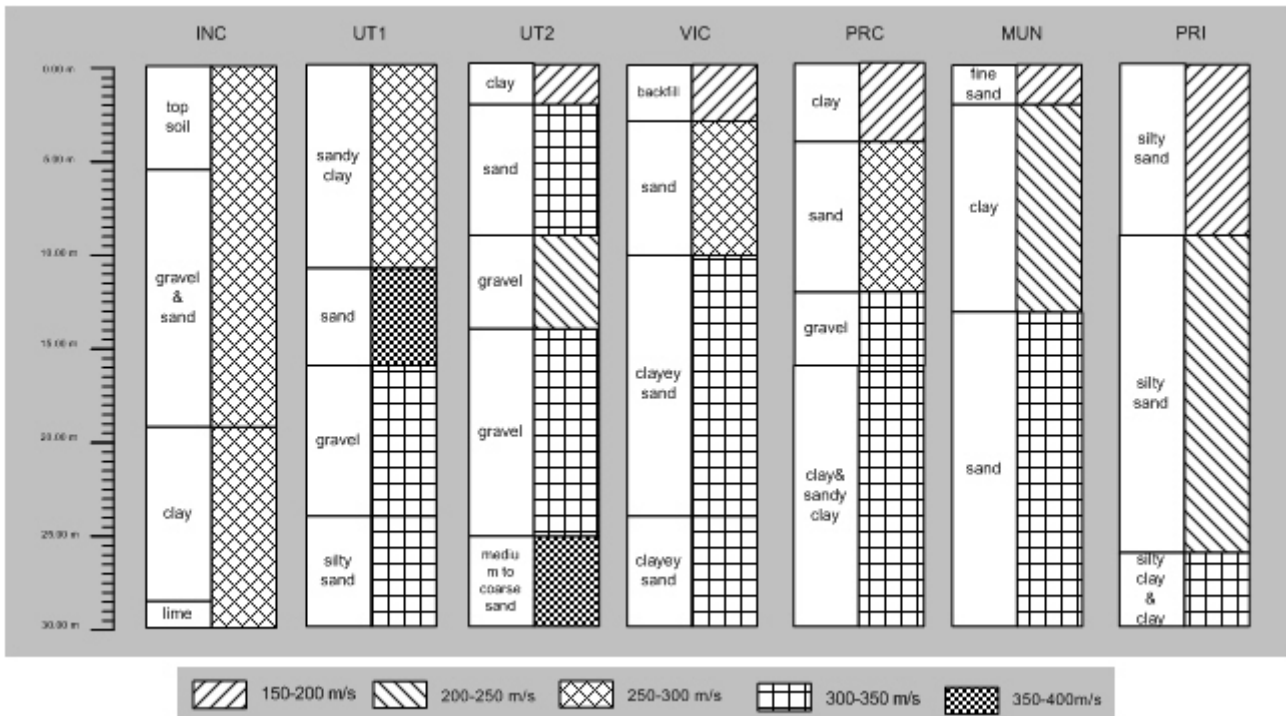 INC UT1 UT2 VIC PRC MUN PRI
0.00 m
5.00 m
10.00 m
15.00 m
20.00 m
25.00 m
30.00 m
top
soil
gravel
&
sand
clay
lime
sandy
clay
sand
gravel
silty
sand
clay
sand
gravel
gravel
mediu
m to
coarse
sand
backfill
sand
clayey
sand
clayey
sand
clay
sand
gravel
clay&
sandy
clay
fine
sand
clay
sand
silty
sand
silty
sand
silty
clay
&
clay
150-200 m/s 200-250 m/s 250-300 m/s 300-350 m/s 350-400m/s